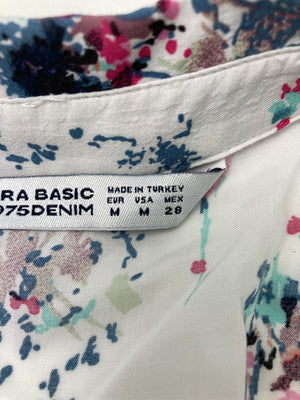 RA BASIC
975DENIM
MADE IN TURKEY
EUR USA MEX
M M 28